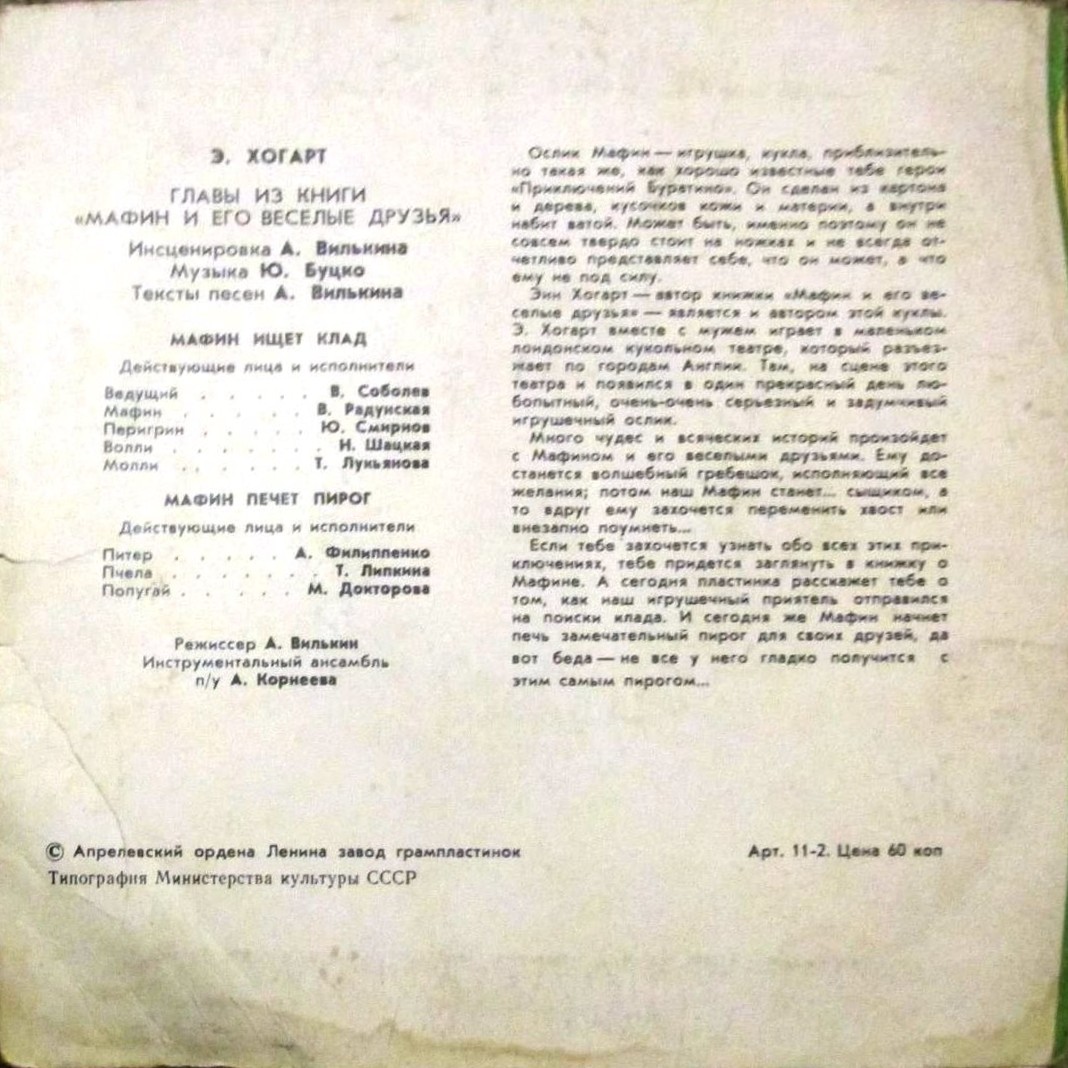 Э. ХОГАРТ
ГЛАВЫ ИЗ КНИГИ
«МАФИН И ЕГО ВЕСЕЛЫЕ ДРУЗЬЯ»
Инсценировка А. Вилькина
Музыка Ю. Буцко
Тексты песен А. Вилькина
МАФИН ИЩЕТ КЛАД
Действующие лица и исполнители
Ведущий . . . . . В. Соболев
Мафин . . . . . . В. Радунская
Перигрин . . . . . Ю. Смирнов
Волли . . . . . . . Н. Шацкая
Молли . . . . . . Т. Лукьянова
МАФИН ПЕЧЕТ ПИРОГ
Действующие лица и исполнители
Питер . . . . . А. Филиппенко
Пчела . . . . . . . Т. Липкина
Попугай . . . . . М. Докторова
Режиссер А. Вилькин
Инструментальный ансамбль
п/у А. Корнеева
Ослик Мафин — игрушка, кукла, приблизитель-
но такая же, как хорошо известные тебе герои
«Приключений Буратино». Он сделан из картона
и дерева, кусочков кожи и материи, а внутри
набит ватой. Может быть, именно поэтому он не
совсем твердо стоит на ножках и не всегда от-
четливо представляет себе, что он может, а что
ему не под силу.
Энн Хогарт — автор книжки «Мафин и его ве-
селые друзья» — является и автором этой куклы.
Э. Хогарт вместе с мужем играет в маленьком
лондонском кукольном театре, который разъез-
жает по городам Англии. Там, на сцене этого
театра и появился в один прекрасный день лю-
бопытный, очень-очень серьезный и задумчивый
игрушечный ослик.
Много чудес и всяческих историй произойдет
с Мафином и его веселыми друзьями. Ему до-
станется волшебный гребешок, исполняющий все
желания; потом наш Мафин станет... сыщиком, а
то вдруг ему захочется переменить хвост или
внезапно поумнеть...
Если тебе захочется узнать обо всех этих при-
ключениях, тебе придется заглянуть в книжку о
Мафине. А сегодня пластинка расскажет тебе о
том, как наш игрушечный приятель отправился
на поиски клада. И сегодня же Мафин начнет
печь замечательный пирог для своих друзей, да
вот беда — не все у него гладко получится с
этим самым пирогом...
© Апрелевский ордена Ленина завод грампластинок
Арт. 11-2. Цена 60 коп
Типография Министерства культуры СССР